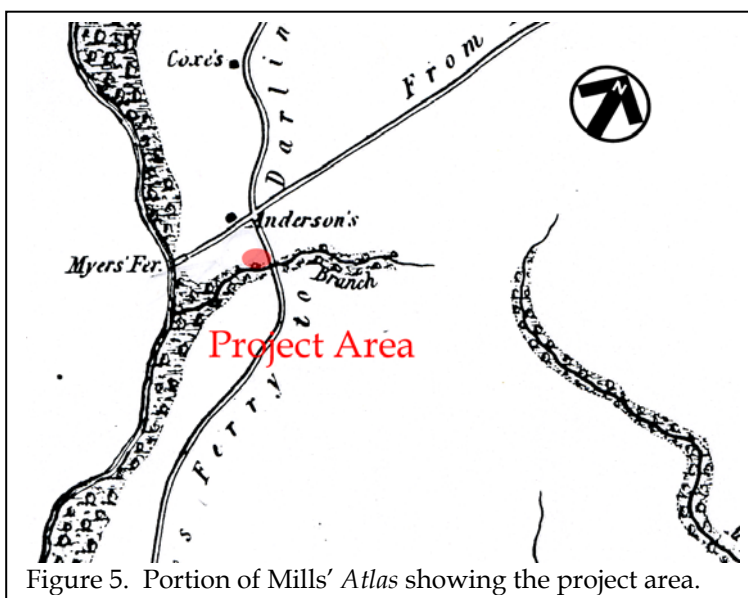 Coxe's
Darlin
From
N
Anderson's
Myers' Fer.
Branch
to
Project Area
Ferry
s
Figure 5. Portion of Mills' Atlas showing the project area.